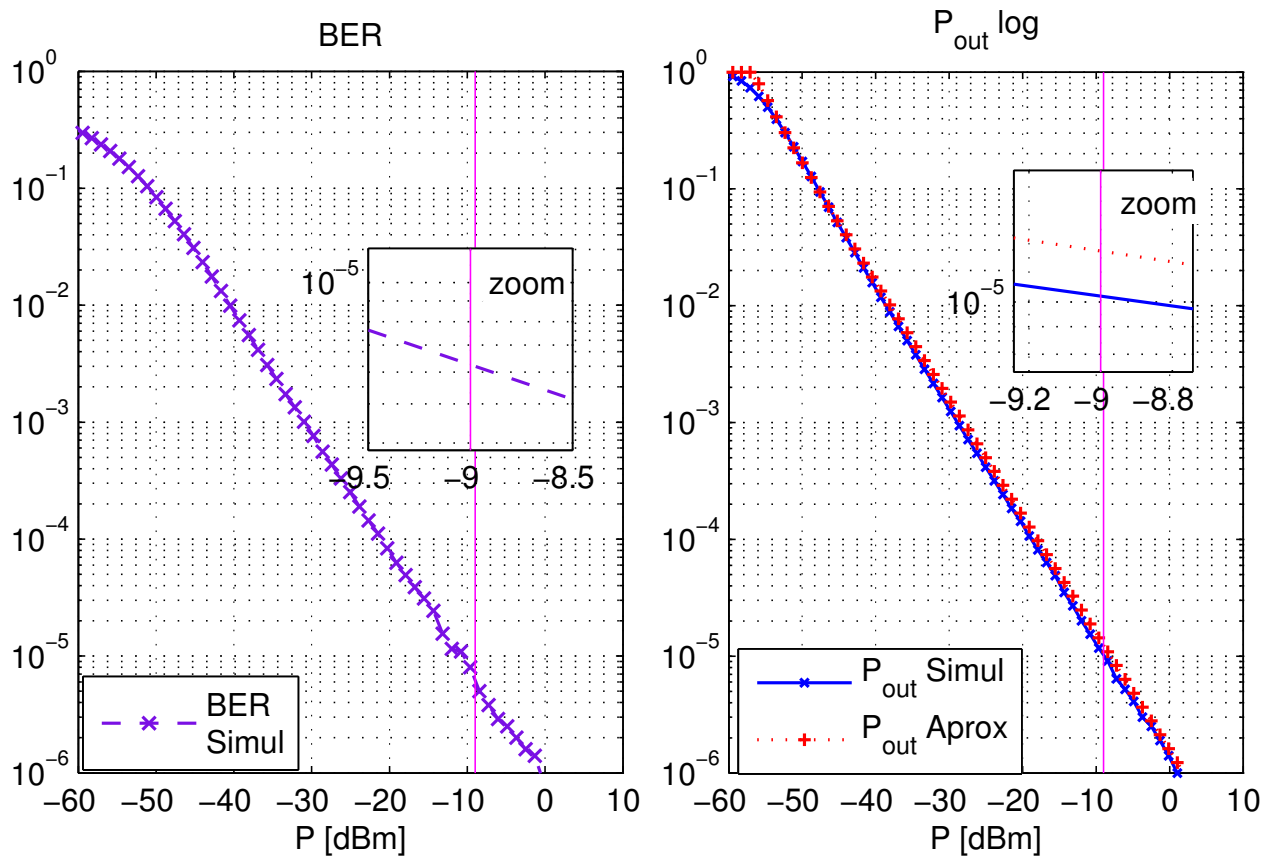 BER
10^0
10^-1
10^-2
10^-3
10^-4
10^-5
10^-6
−60 −50 −40 −30 −20 −10 0 10
P [dBm]
zoom
10^-5
−9.5 −9 −8.5
BER
Simul
P_out log
10^0
10^-1
10^-2
10^-3
10^-4
10^-5
10^-6
−60 −50 −40 −30 −20 −10 0 10
P [dBm]
zoom
10^-5
−9.2 −9 −8.8
P_out Simul
P_out Aprox